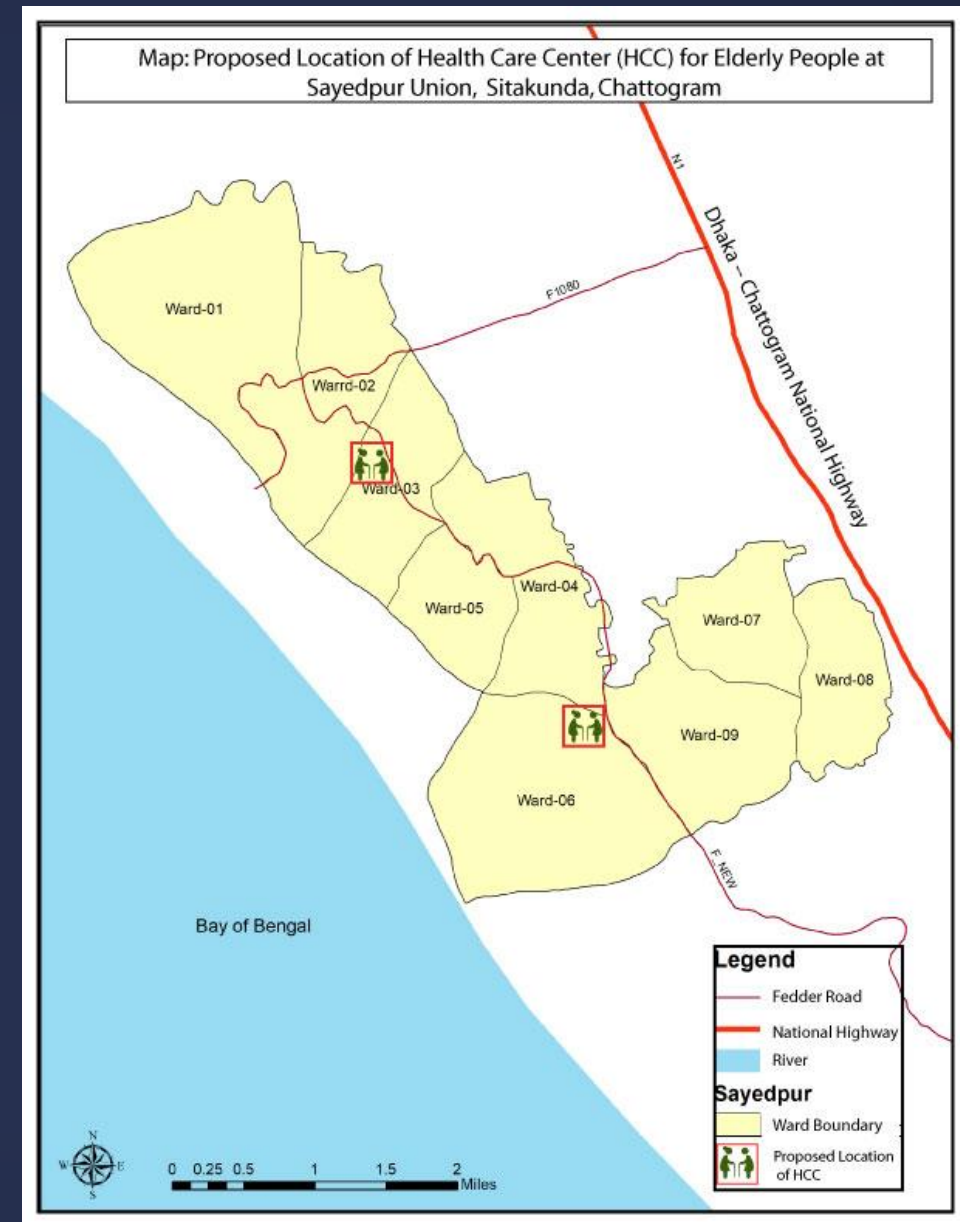 Map: Proposed Location of Health Care Center (HCC) for Elderly People at
Sayedpur Union, Sitakunda, Chattogram
N1
Dhaka – Chattogram National Highway
F1080
Ward-01
Warrd-02
Ward-03
Ward-04
Ward-05
Ward-07
Ward-08
Ward-09
Ward-06
F_NEW
Bay of Bengal
Legend
Fedder Road
National Highway
River
Sayedpur
Ward Boundary
Proposed Location
of HCC
N
W E
S
0 0.25 0.5 1 1.5 2
Miles